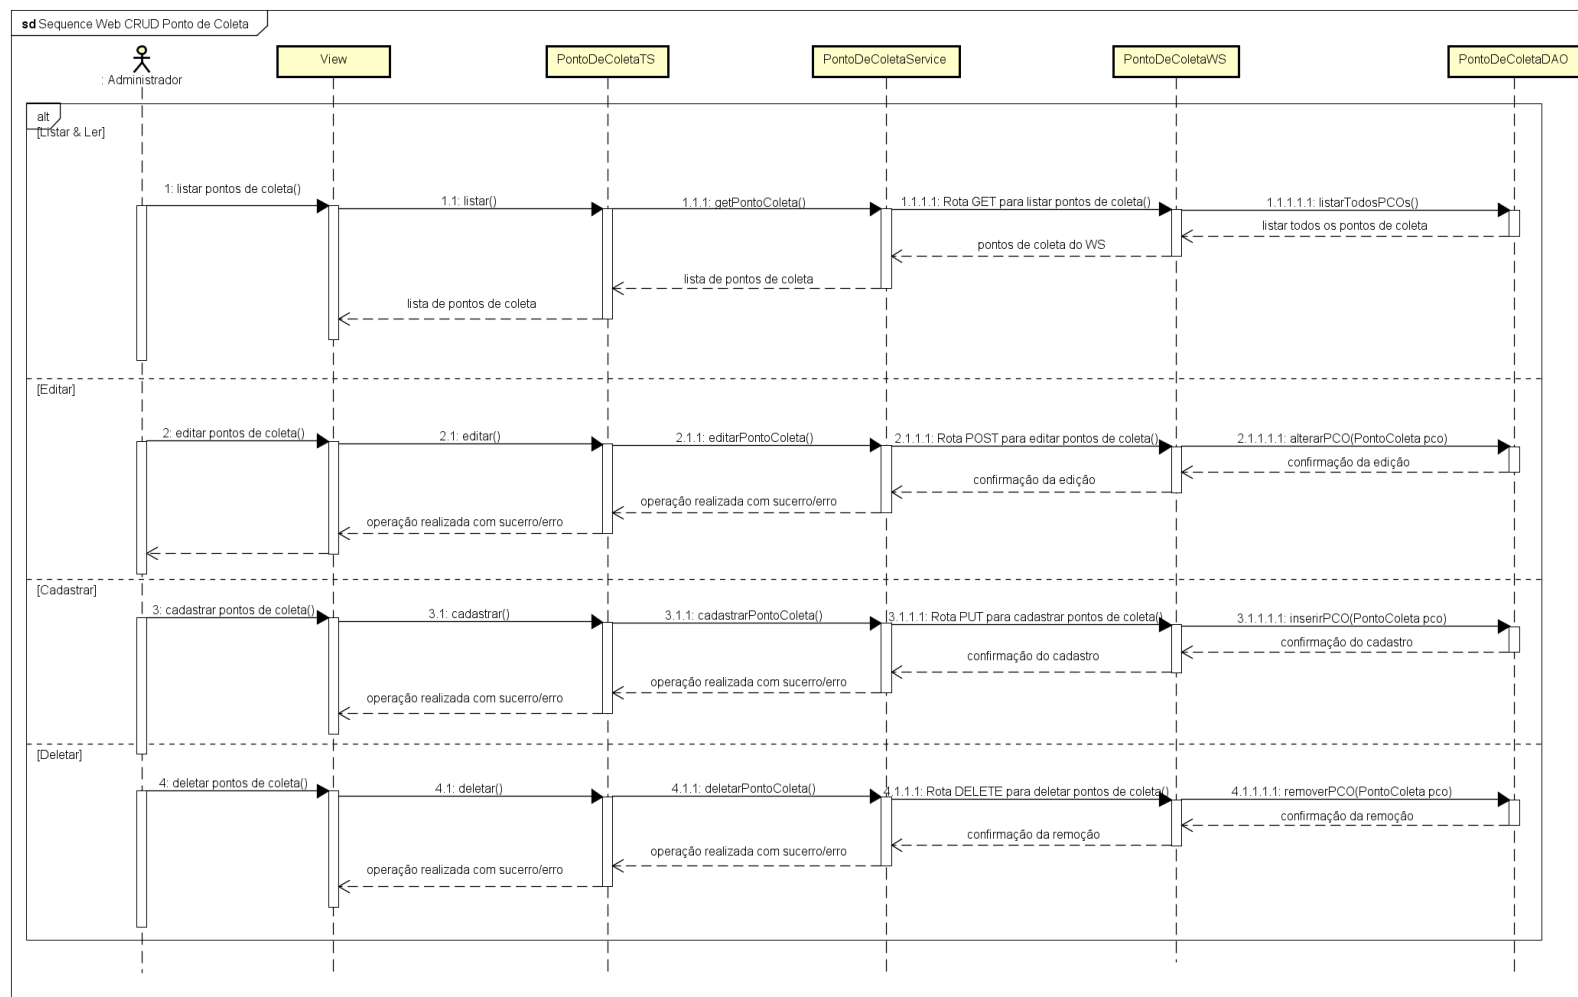 sd Sequence Web CRUD Ponto de Coleta
: Administrador
View
PontoDeColetaTS
PontoDeColetaService
PontoDeColetaWS
PontoDeColetaDAO
alt
[Listar & Ler]
1: listar pontos de coleta()
1.1: listar()
1.1.1: getPontoColeta()
1.1.1.1: Rota GET para listar pontos de coleta()
1.1.1.1.1: listarTodosPCOs()
listar todos os pontos de coleta
pontos de coleta do WS
lista de pontos de coleta
lista de pontos de coleta
[Editar]
2: editar pontos de coleta()
2.1: editar()
2.1.1: editarPontoColeta()
2.1.1.1: Rota POST para editar pontos de coleta()
2.1.1.1.1: alterarPCO(PontoColeta pco)
confirmação da edição
confirmação da edição
operação realizada com sucerro/erro
operação realizada com sucerro/erro
[Cadastrar]
3: cadastrar pontos de coleta()
3.1: cadastrar()
3.1.1: cadastrarPontoColeta()
3.1.1.1: Rota PUT para cadastrar pontos de coleta()
3.1.1.1.1: inserirPCO(PontoColeta pco)
confirmação do cadastro
confirmação do cadastro
operação realizada com sucerro/erro
operação realizada com sucerro/erro
[Deletar]
4: deletar pontos de coleta()
4.1: deletar()
4.1.1: deletarPontoColeta()
4.1.1.1: Rota DELETE para deletar pontos de coleta()
4.1.1.1.1: removerPCO(PontoColeta pco)
confirmação da remoção
confirmação da remoção
operação realizada com sucerro/erro
operação realizada com sucerro/erro